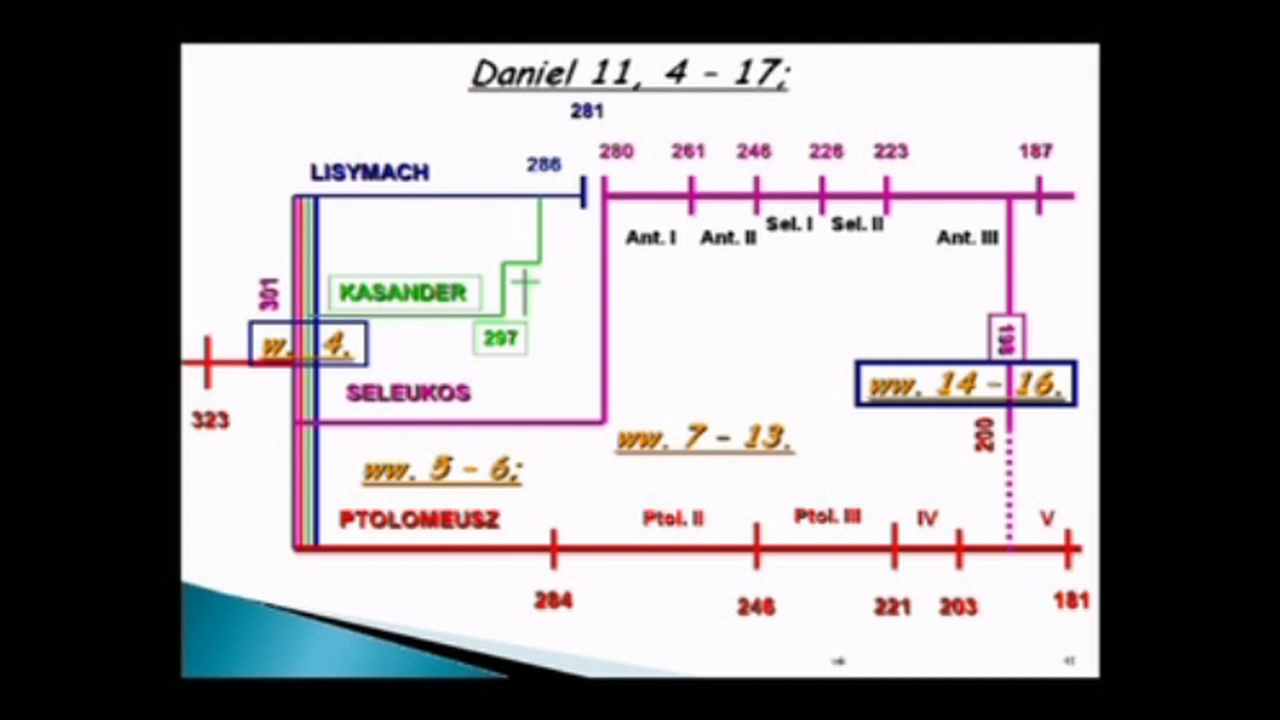 Daniel 11, 4 - 17;
281
280 261 246 226 223 187
LISYMACH 286
Ant. I Ant. II Sel. I Sel. II Ant. III
301
KASANDER
297
198
w. 4.
323
SELEUKOS
ww. 14 - 16.
200
ww. 7 - 13.
ww. 5 - 6;
PTOLOMEUSZ Ptol. II Ptol. III IV V
284 246 221 203 181